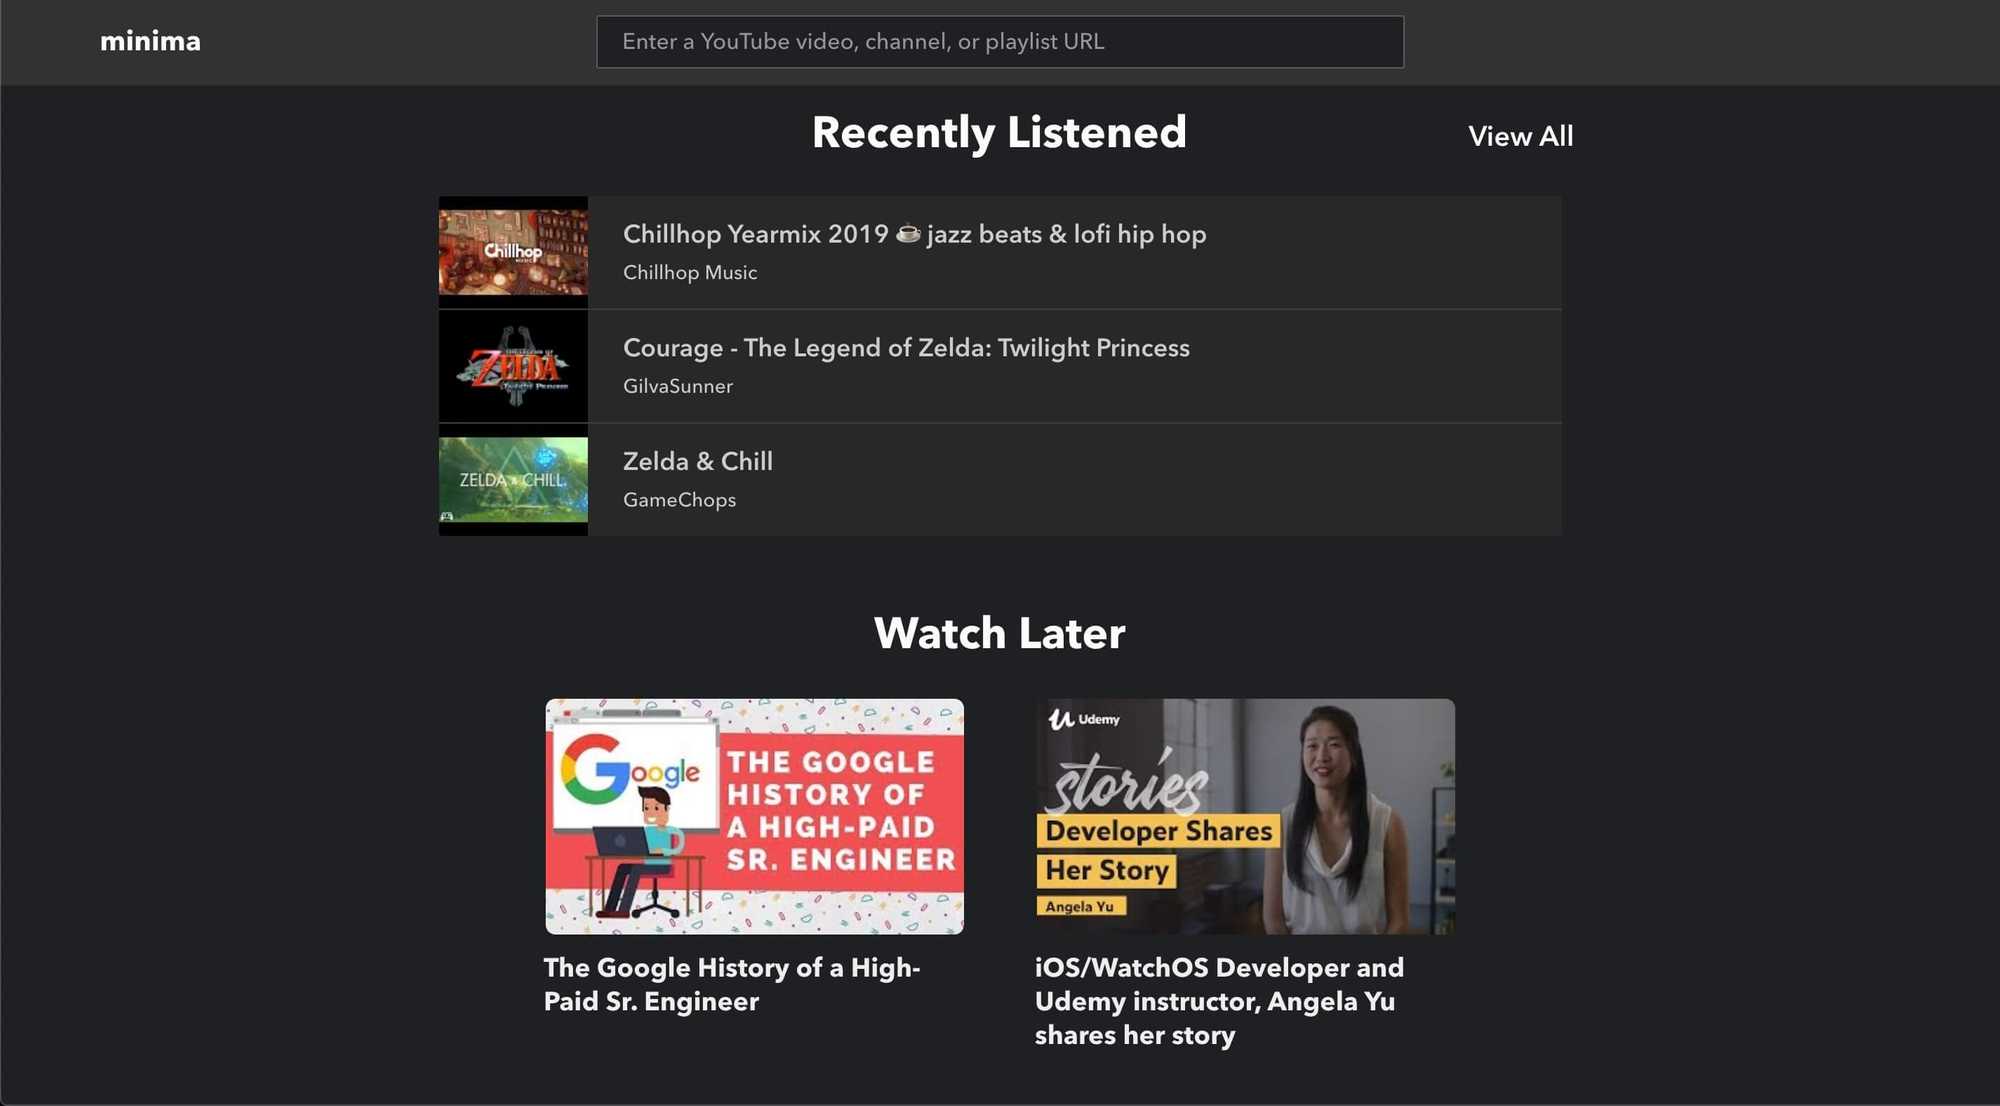 minima
Enter a YouTube video, channel, or playlist URL
Recently Listened
View All
Chillhop
MUSIC
Chillhop Yearmix 2019 ☕ jazz beats & lofi hip hop
Chillhop Music
THE LEGEND OF
ZELDA
Twilight Princess
Courage - The Legend of Zelda: Twilight Princess
GilvaSunner
ZELDA & CHILL
Zelda & Chill
GameChops
Watch Later
Google
THE GOOGLE
HISTORY OF
A HIGH-PAID
SR. ENGINEER
The Google History of a High-
Paid Sr. Engineer
Udemy
stories
Developer Shares
Her Story
Angela Yu
iOS/WatchOS Developer and
Udemy instructor, Angela Yu
shares her story